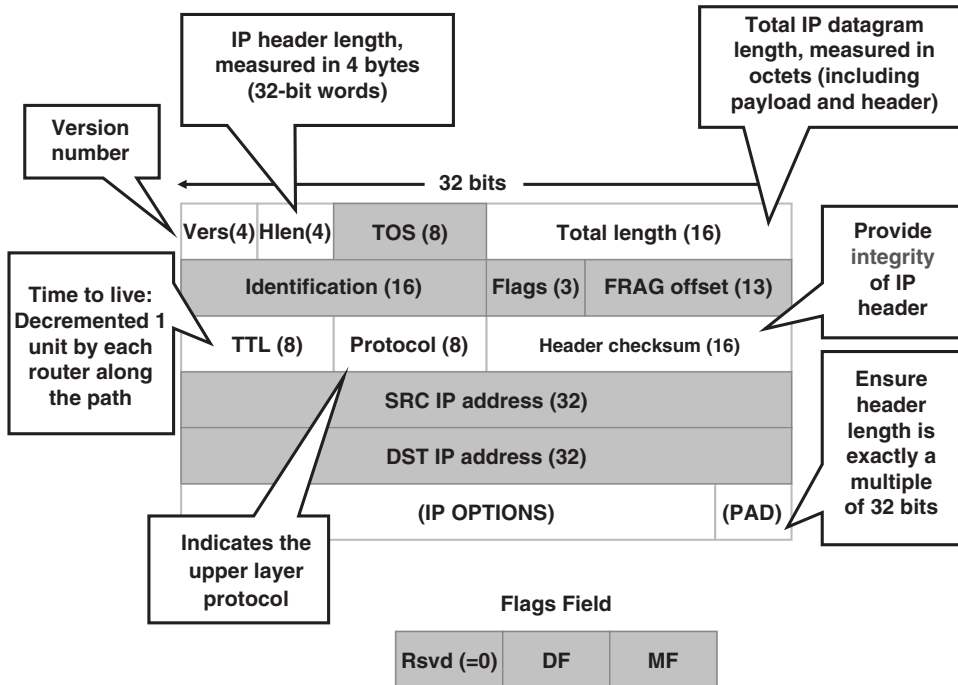 IP header length,
measured in 4 bytes
(32-bit words)
Total IP datagram
length, measured in
octets (including
payload and header)
Version
number
32 bits
Vers(4) Hlen(4) TOS (8) Total length (16)
Identification (16) Flags (3) FRAG offset (13)
TTL (8) Protocol (8) Header checksum (16)
SRC IP address (32)
DST IP address (32)
(IP OPTIONS) (PAD)
Time to live:
Decremented 1
unit by each
router along
the path
Provide
integrity
of IP
header
Ensure
header
length is
exactly a
multiple
of 32 bits
Indicates the
upper layer
protocol
Flags Field
Rsvd (=0) DF MF